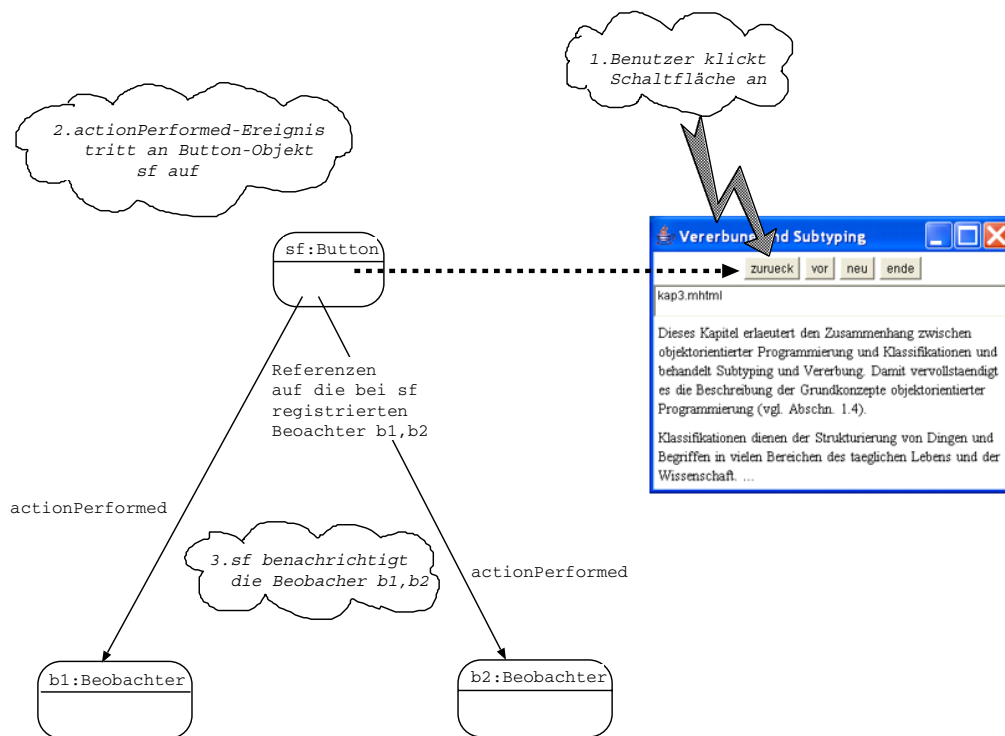 1.Benutzer klickt
Schaltfläche an
2.actionPerformed-Ereignis
tritt an Button-Objekt
sf auf
sf:Button
Vererbung und Subtyping
zurueck vor neu ende
kap3.mhtml
Dieses Kapitel erlaeutert den Zusammenhang zwischen
objektorientierter Programmierung und Klassifikationen und
behandelt Subtyping und Vererbung. Damit vervollstaendigt
es die Beschreibung der Grundkonzepte objektorientierter
Programmierung (vgl. Abschn. 1.4).
Klassifikationen dienen der Strukturierung von Dingen und
Begriffen in vielen Bereichen des taeglichen Lebens und der
Wissenschaft. ...
Referenzen
auf die bei sf
registrierten
Beoachter b1,b2
actionPerformed
3.sf benachrichtigt
die Beobacher b1,b2
actionPerformed
b1:Beobachter
b2:Beobachter